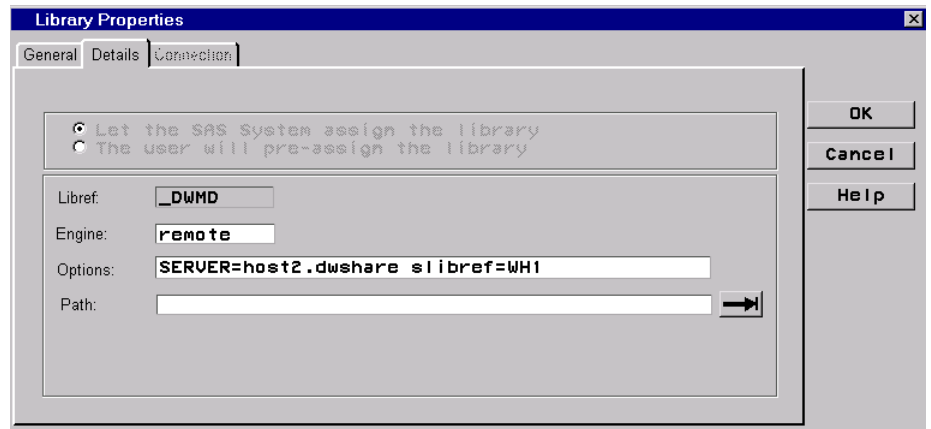 Library Properties
General Details Connection
Let the SAS System assign the library
The user will pre-assign the library
OK
Cancel
Help
Libref: _DWMD
Engine: remote
Options: SERVER=host2.dwshare slibref=WH1
Path: